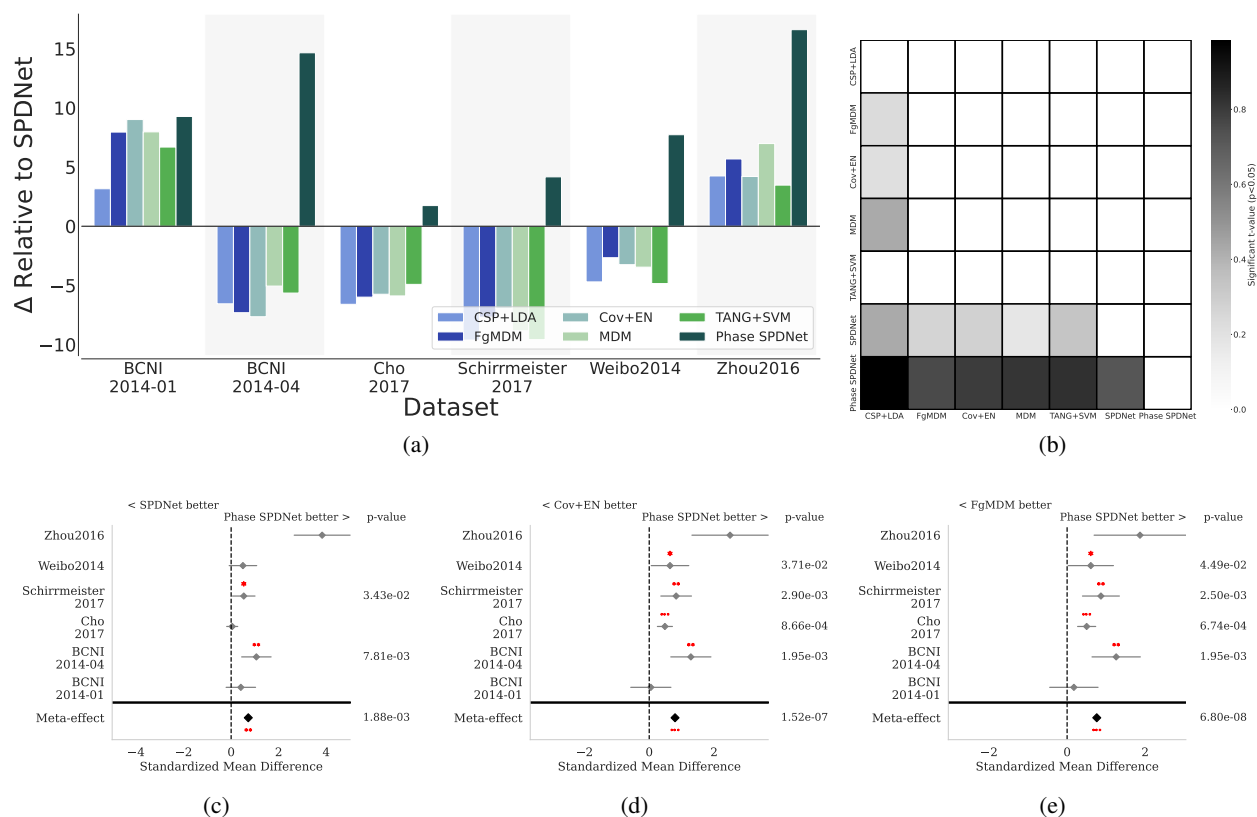 Δ Relative to SPDNet
15
10
5
0
−5
−10
CSP+LDA
FgMDM
Cov+EN
MDM
TANG+SVM
Phase SPDNet
BCNI
2014-01
BCNI
2014-04
Cho
2017
Schirrmeister
2017
Weibo2014
Zhou2016
Dataset
(a)
CSP+LDA
FgMDM
Cov+EN
MDM
TANG+SVM
SPDNet
Phase SPDNet
CSP+LDA
FgMDM
Cov+EN
MDM
TANG+SVM
SPDNet
Phase SPDNet
0.8
0.6
0.4
0.2
0.0
Significant t-value (p<0.05)
(b)
< SPDNet better
Phase SPDNet better >
p-value
Zhou2016
Weibo2014
Schirrmeister
2017
3.43e-02
Cho
2017
BCNI
2014-04
7.81e-03
BCNI
2014-01
Meta-effect
1.88e-03
−4 −2 0 2 4
Standardized Mean Difference
(c)
< Cov+EN better
Phase SPDNet better >
p-value
Zhou2016
Weibo2014
3.71e-02
Schirrmeister
2017
2.90e-03
Cho
2017
8.66e-04
BCNI
2014-04
1.95e-03
BCNI
2014-01
Meta-effect
1.52e-07
−2 0 2
Standardized Mean Difference
(d)
< FgMDM better
Phase SPDNet better >
p-value
Zhou2016
Weibo2014
4.49e-02
Schirrmeister
2017
2.50e-03
Cho
2017
6.74e-04
BCNI
2014-04
1.95e-03
BCNI
2014-01
Meta-effect
6.80e-08
−2 0 2
Standardized Mean Difference
(e)